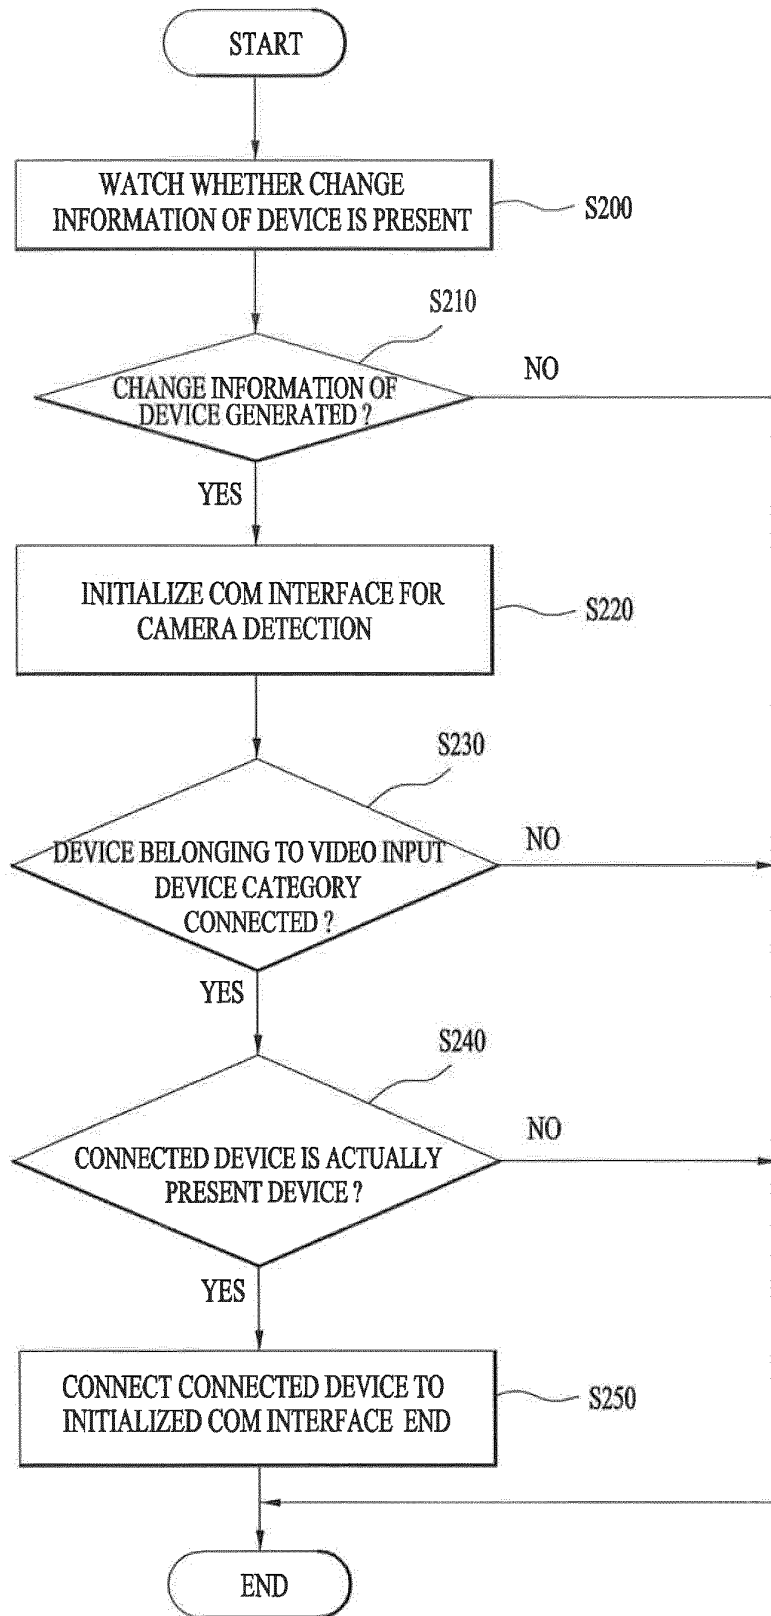 START
WATCH WHETHER CHANGE
INFORMATION OF DEVICE IS PRESENT
S200
S210
CHANGE INFORMATION OF
DEVICE GENERATED ?
NO
YES
INITIALIZE COM INTERFACE FOR
CAMERA DETECTION
S220
S230
DEVICE BELONGING TO VIDEO INPUT
DEVICE CATEGORY
CONNECTED ?
NO
YES
S240
CONNECTED DEVICE IS ACTUALLY
PRESENT DEVICE ?
NO
YES
CONNECT CONNECTED DEVICE TO
INITIALIZED COM INTERFACE END
S250
END